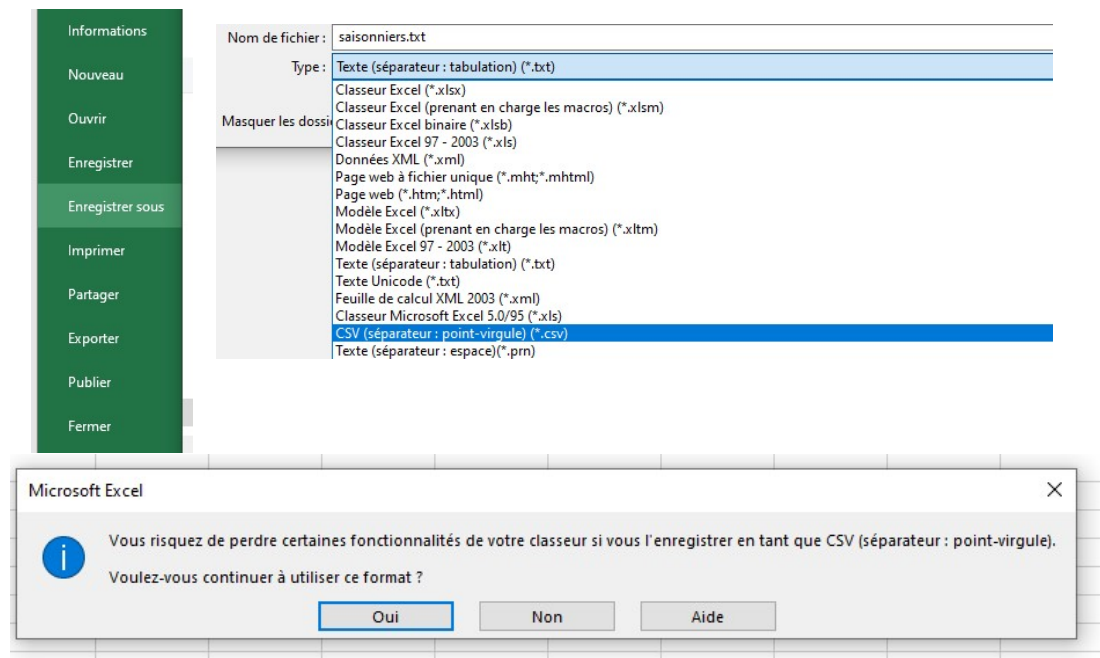 Informations
Nouveau
Ouvrir
Enregistrer
Enregistrer sous
Imprimer
Partager
Exporter
Publier
Fermer
Nom de fichier : saisonniers.txt
Type : Texte (séparateur : tabulation) (*.txt)
Masquer les dossi
Classeur Excel (*.xlsx)
Classeur Excel (prenant en charge les macros) (*.xlsm)
Classeur Excel binaire (*.xlsb)
Classeur Excel 97 - 2003 (*.xls)
Données XML (*.xml)
Page web à fichier unique (*.mht;*.mhtml)
Page web (*.htm;*.html)
Modèle Excel (*.xltx)
Modèle Excel (prenant en charge les macros) (*.xltm)
Modèle Excel 97 - 2003 (*.xlt)
Texte (séparateur : tabulation) (*.txt)
Texte Unicode (*.txt)
Feuille de calcul XML 2003 (*.xml)
Classeur Microsoft Excel 5.0/95 (*.xls)
CSV (séparateur : point-virgule) (*.csv)
Texte (séparateur : espace)(*.prn)
Microsoft Excel
Vous risquez de perdre certaines fonctionnalités de votre classeur si vous l'enregistrer en tant que CSV (séparateur : point-virgule).
Voulez-vous continuer à utiliser ce format ?
Oui Non Aide